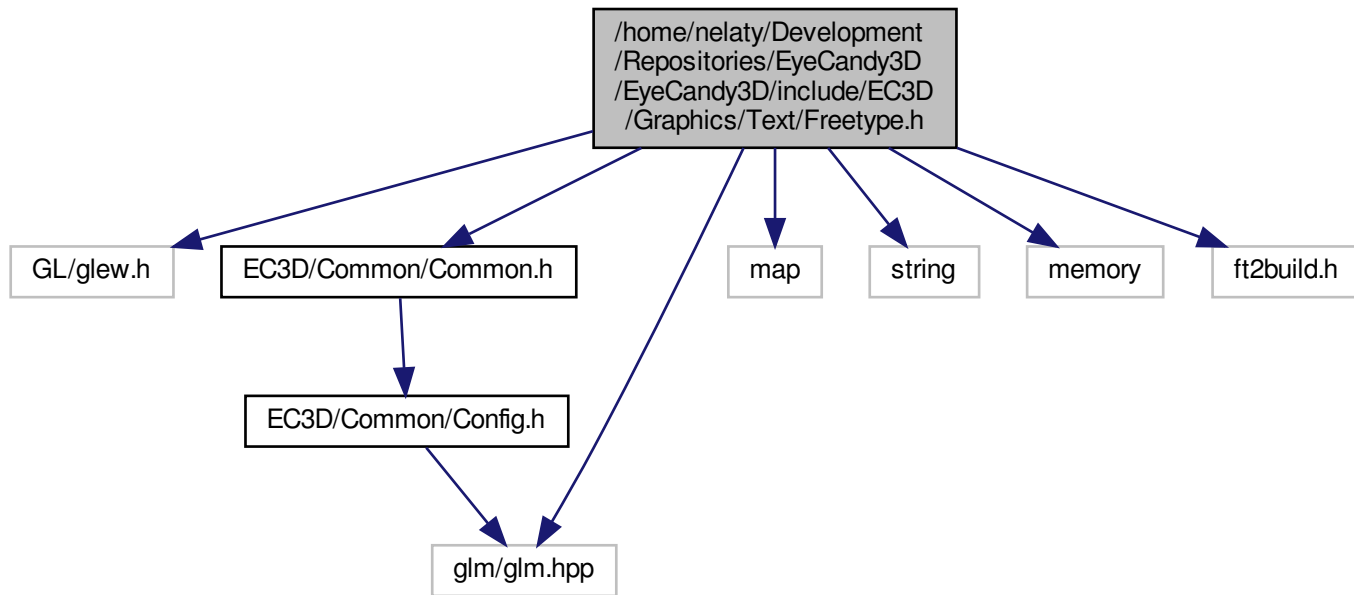 /home/nelaty/Development
/Repositories/EyeCandy3D
/EyeCandy3D/include/EC3D
/Graphics/Text/Freetype.h
GL/glew.h
EC3D/Common/Common.h
map
string
memory
ft2build.h
EC3D/Common/Config.h
glm/glm.hpp